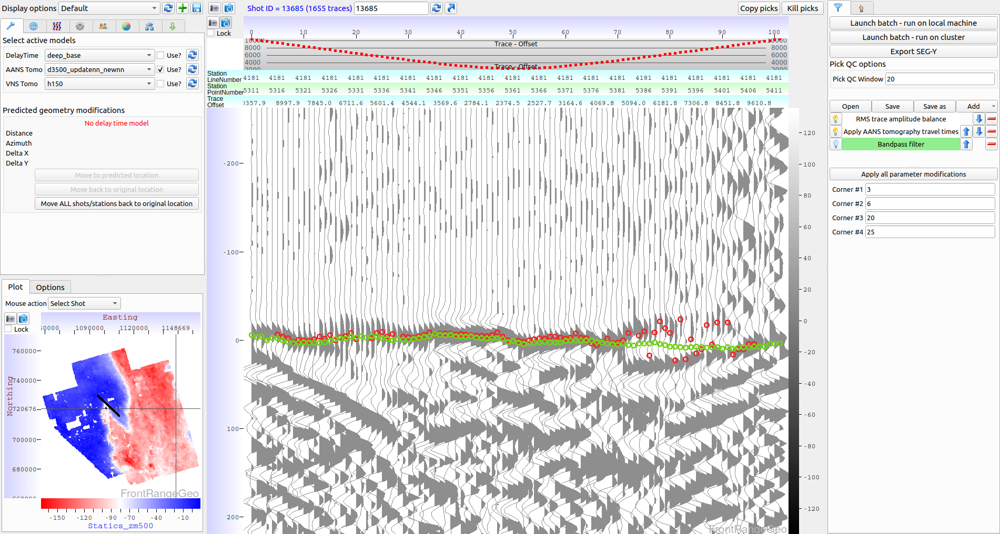 Display options Default
Shot ID = 13685 (1655 traces) 13685
Copy picks Kill picks
Lock
Select active models
DelayTime deep_base Use?
AANS Tomo d3500_updatenn_newnn Use?
VNS Tomo h150 Use?
Predicted geometry modifications
No delay time model
Distance
Azimuth
Delta X
Delta Y
Move to predicted location
Move back to original location
Move ALL shots/stations back to original location
Plot Options
Mouse action Select Shot
Lock
Easting
1090000 1120000 1148669
Northing
760000
740000
720676
700000
680000
FrontRangeGeo
-150 -120 -90 -70 -40 -10
Statics_zm500
0 10 20 30 40 50 60 70 80 90 100
10000 Trace - Offset 10000
8000 8000
6000 6000
4000 4000
2000 Trace - Offset 2000
Station
LineNumber 4181 4181 4181 4181 4181 4181 4181 4181 4181 4181 4181 4181 4181 4181 4181 4181 4181 4181 4181 4181 4181
Station
PointNumber 5311 5316 5321 5326 5331 5336 5341 5346 5351 5356 5361 5366 5371 5376 5381 5386 5391 5396 5401 5406 5411
Trace
Offset 0357.9 8997.9 7845.0 6711.6 5601.4 4544.1 3569.6 2784.1 2374.5 2527.7 3164.6 4069.8 5094.0 6181.8 7306.8 8451.8 9610.8
-200
-100
0
100
200
FrontRangeGeo
120
100
80
60
40
20
0
-20
-40
-60
-80
-100
-120
Launch batch - run on local machine
Launch batch - run on cluster
Export SEG-Y
Pick QC options
Pick QC Window 20
Open Save Save as Add
RMS trace amplitude balance
Apply AANS tomography travel times
Bandpass filter
Apply all parameter modifications
Corner #1 3
Corner #2 6
Corner #3 20
Corner #4 25